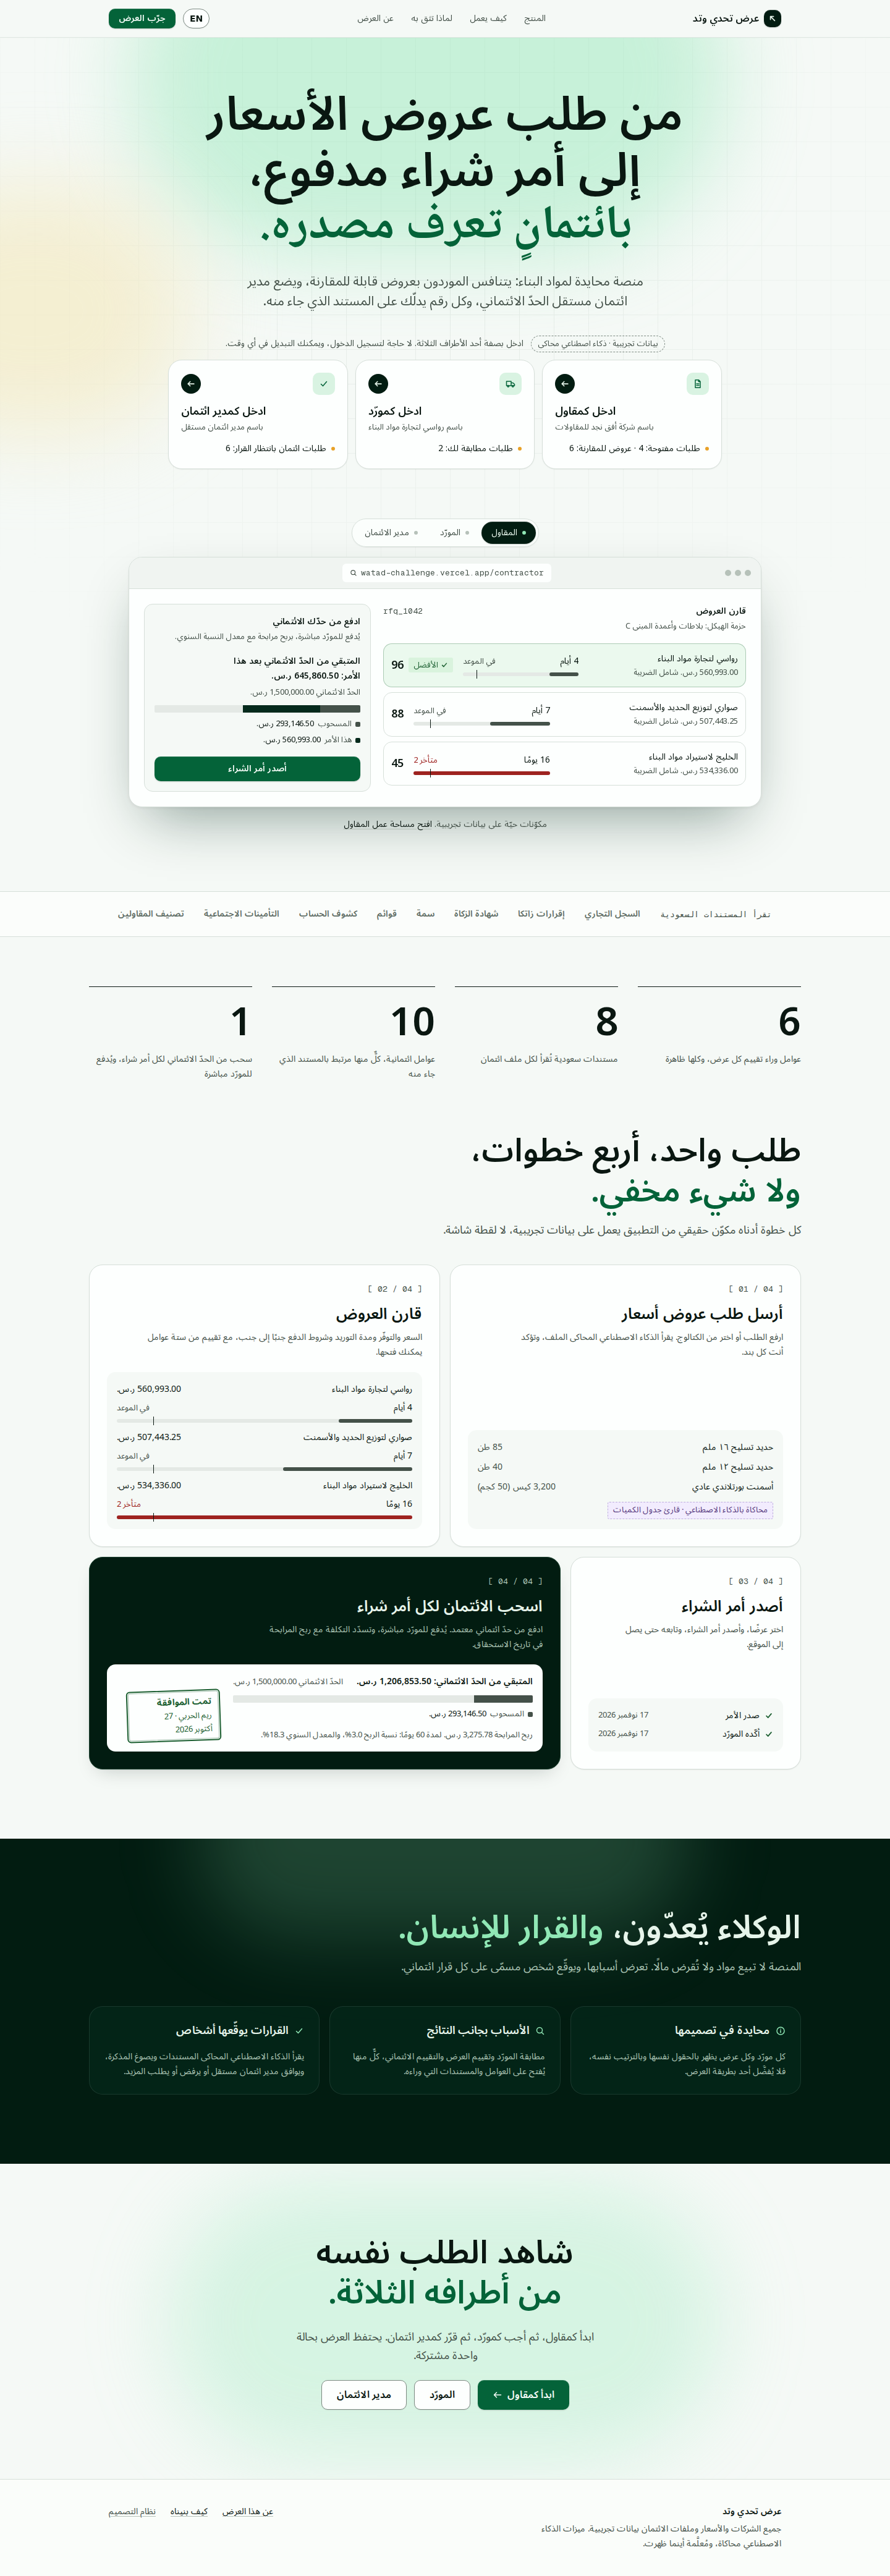 عرض تحدي وتد
المنتج
كيف يعمل
لماذا تثق به
عن العرض
EN
جرّب العرض
من طلب عروض الأسعار
إلى أمر شراء مدفوع،
بائتمانٍ تعرف مصدره.
منصة محايدة لمواد البناء: يتنافس الموردون بعروض قابلة للمقارنة، ويضع مدير
ائتمان مستقل الحدّ الائتماني، وكل رقم يدلّك على المستند الذي جاء منه.
بيانات تجريبية · ذكاء اصطناعي محاكى
ادخل بصفة أحد الأطراف الثلاثة. لا حاجة لتسجيل الدخول، ويمكنك التبديل في أي وقت.
ادخل كمقاول
باسم شركة أفق نجد للمقاولات
طلبات مفتوحة: 4 · عروض للمقارنة: 6
ادخل كمورّد
باسم رواسي لتجارة مواد البناء
طلبات مطابقة لك: 2
ادخل كمدير ائتمان
باسم مدير ائتمان مستقل
طلبات ائتمان بانتظار القرار: 6
المقاول
المورّد
مدير الائتمان
watad-challenge.vercel.app/contractor
قارن العروض
rfq_1042
حزمة الهيكل: بلاطات وأعمدة المبنى C
رواسي لتجارة مواد البناء
560,993.00 ر.س. شامل الضريبة
4 أيام
في الموعد
الأفضل
96
صواري لتوزيع الحديد والأسمنت
507,443.25 ر.س. شامل الضريبة
7 أيام
في الموعد
88
الخليج لاستيراد مواد البناء
534,336.00 ر.س. شامل الضريبة
16 يومًا
متأخر 2
45
ادفع من حدّك الائتماني
يُدفع للمورّد مباشرة، بربح مرابحة مع معدل النسبة السنوي.
المتبقي من الحدّ الائتماني بعد هذا
الأمر: 645,860.50 ر.س.
الحدّ الائتماني 1,500,000.00 ر.س.
المسحوب 293,146.50 ر.س.
هذا الأمر 560,993.00 ر.س.
أصدر أمر الشراء
مكوّنات حيّة على بيانات تجريبية. افتح مساحة عمل المقاول
نقرأ المستندات السعودية
السجل التجاري
إقرارات زاتكا
شهادة الزكاة
سمة
قوائم
كشوف الحساب
التأمينات الاجتماعية
تصنيف المقاولين
6
عوامل وراء تقييم كل عرض، وكلها ظاهرة
8
مستندات سعودية تُقرأ لكل ملف ائتمان
10
عوامل ائتمانية، كلٌّ منها مرتبط بالمستند الذي
جاء منه
1
سحب من الحدّ الائتماني لكل أمر شراء، ويُدفع
للمورّد مباشرة
طلب واحد، أربع خطوات،
ولا شيء مخفي.
كل خطوة أدناه مكوّن حقيقي من التطبيق يعمل على بيانات تجريبية، لا لقطة شاشة.
[ 01 / 04 ]
أرسل طلب عروض أسعار
ارفع الطلب أو اختر من الكتالوج. يقرأ الذكاء الاصطناعي المحاكى الملف، وتؤكد
أنت كل بند.
حديد تسليح ١٦ ملم
85 طن
حديد تسليح ١٢ ملم
40 طن
أسمنت بورتلاندي عادي
3,200 كيس (50 كجم)
محاكاة بالذكاء الاصطناعي · قارئ جدول الكميات
[ 02 / 04 ]
قارن العروض
السعر والتوفّر ومدة التوريد وشروط الدفع جنبًا إلى جنب، مع تقييم من ستة عوامل
يمكنك فتحها.
رواسي لتجارة مواد البناء
560,993.00 ر.س.
4 أيام
في الموعد
صواري لتوزيع الحديد والأسمنت
507,443.25 ر.س.
7 أيام
في الموعد
الخليج لاستيراد مواد البناء
534,336.00 ر.س.
16 يومًا
متأخر 2
[ 03 / 04 ]
أصدر أمر الشراء
اختر عرضًا، وأصدر أمر الشراء، وتابعه حتى يصل
إلى الموقع.
صدر الأمر
17 نوفمبر 2026
أكّده المورّد
17 نوفمبر 2026
[ 04 / 04 ]
اسحب الائتمان لكل أمر شراء
ادفع من حدّ ائتماني معتمد. يُدفع للمورّد مباشرة، وتسدّد التكلفة مع ربح المرابحة
في تاريخ الاستحقاق.
المتبقي من الحدّ الائتماني: 1,206,853.50 ر.س.
الحدّ الائتماني 1,500,000.00 ر.س.
المسحوب 293,146.50 ر.س.
ربح المرابحة 3,275.78 ر.س. لمدة 60 يومًا: نسبة الربح 3.0%، والمعدل السنوي 18.3%.
تمت الموافقة
ريم الحربي · 27
أكتوبر 2026
الوكلاء يُعدّون، والقرار للإنسان.
المنصة لا تبيع مواد ولا تُقرض مالًا. تعرض أسبابها، ويوقّع شخص مسمّى على كل قرار ائتماني.
محايدة في تصميمها
كل مورّد وكل عرض يظهر بالحقول نفسها وبالترتيب نفسه،
فلا يُفضَّل أحد بطريقة العرض.
الأسباب بجانب النتائج
مطابقة المورّد وتقييم العرض والتقييم الائتماني، كلٌّ منها
يُفتح على العوامل والمستندات التي وراءه.
القرارات يوقّعها أشخاص
يقرأ الذكاء الاصطناعي المحاكى المستندات ويصوغ المذكرة،
ويوافق مدير ائتمان مستقل أو يرفض أو يطلب المزيد.
شاهد الطلب نفسه
من أطرافه الثلاثة.
ابدأ كمقاول، ثم أجب كمورّد، ثم قرّر كمدير ائتمان. يحتفظ العرض بحالة
واحدة مشتركة.
ابدأ كمقاول
المورّد
مدير الائتمان
عرض تحدي وتد
جميع الشركات والأسعار وملفات الائتمان بيانات تجريبية. ميزات الذكاء
الاصطناعي محاكاة، ومُعلَّمة أينما ظهرت.
عن هذا العرض
كيف بنيناه
نظام التصميم